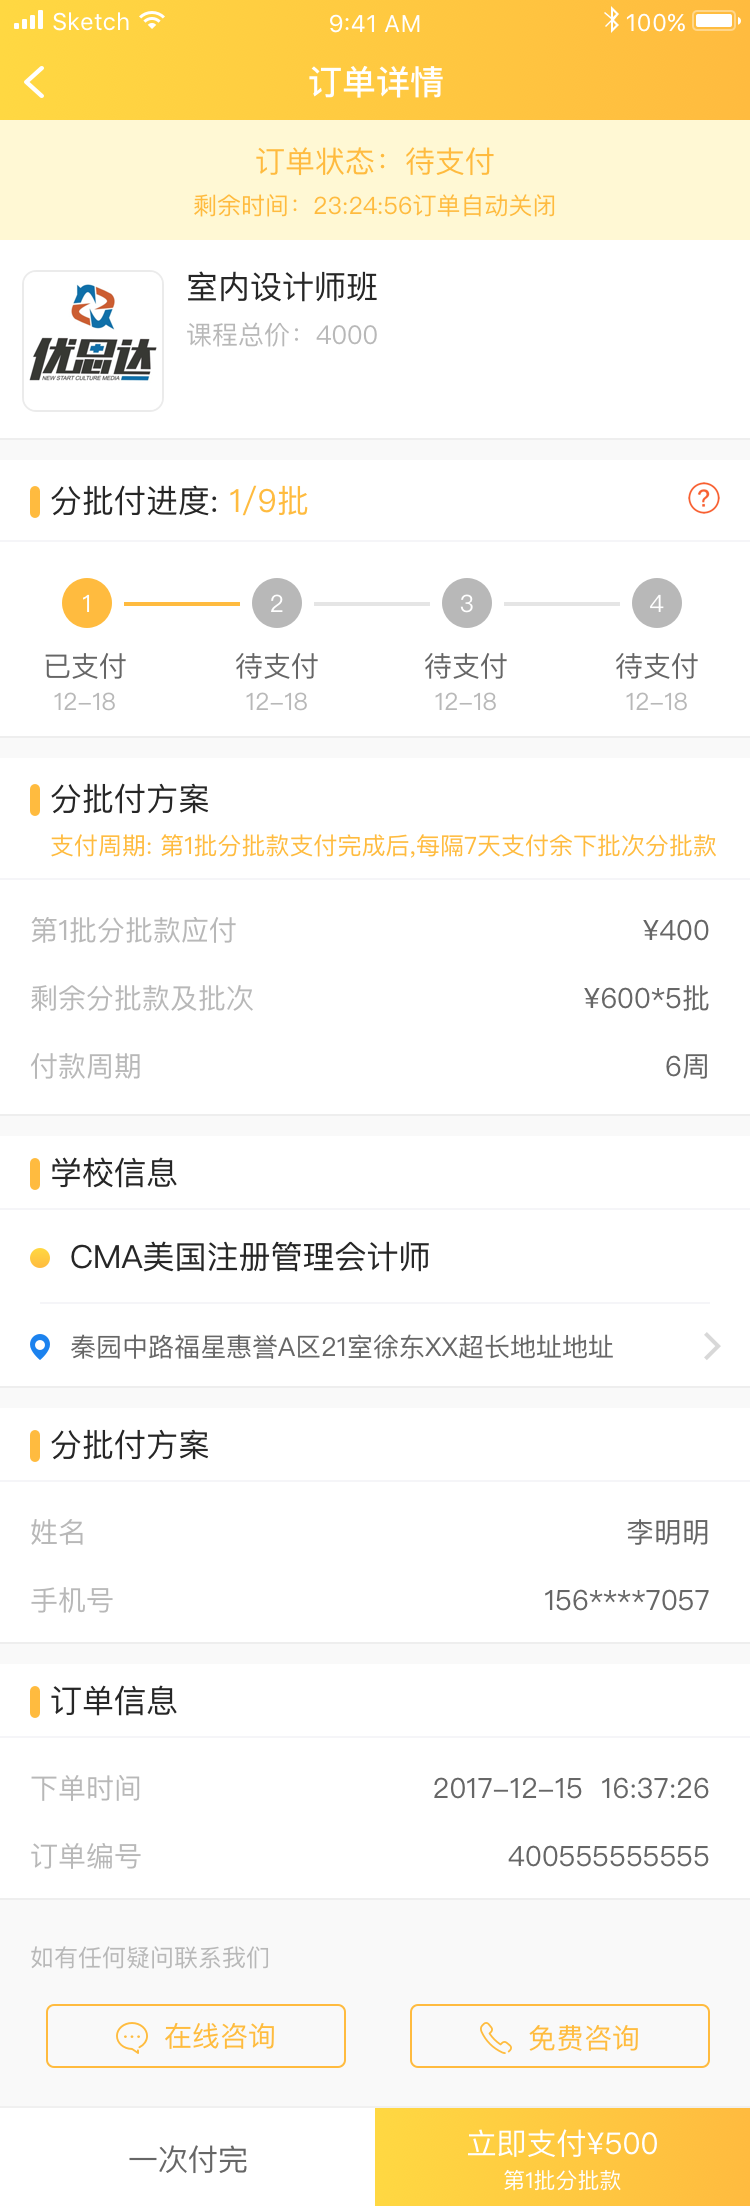 Sketch 9:41 AM 100%
订单详情
订单状态：待支付
剩余时间：23:24:56订单自动关闭
室内设计师班
课程总价：4000
优思达
NEW START CULTURE MEDIA
分批付进度: 1/9批 ?
1 2 3 4
已支付 待支付 待支付 待支付
12-18 12-18 12-18 12-18
分批付方案
支付周期: 第1批分批款支付完成后,每隔7天支付余下批次分批款
第1批分批款应付 ¥400
剩余分批款及批次 ¥600*5批
付款周期 6周
学校信息
CMA美国注册管理会计师
秦园中路福星惠誉A区21室徐东XX超长地址地址
分批付方案
姓名 李明明
手机号 156****7057
订单信息
下单时间 2017-12-15 16:37:26
订单编号 400555555555
如有任何疑问联系我们
在线咨询 免费咨询
一次付完 立即支付¥500
第1批分批款